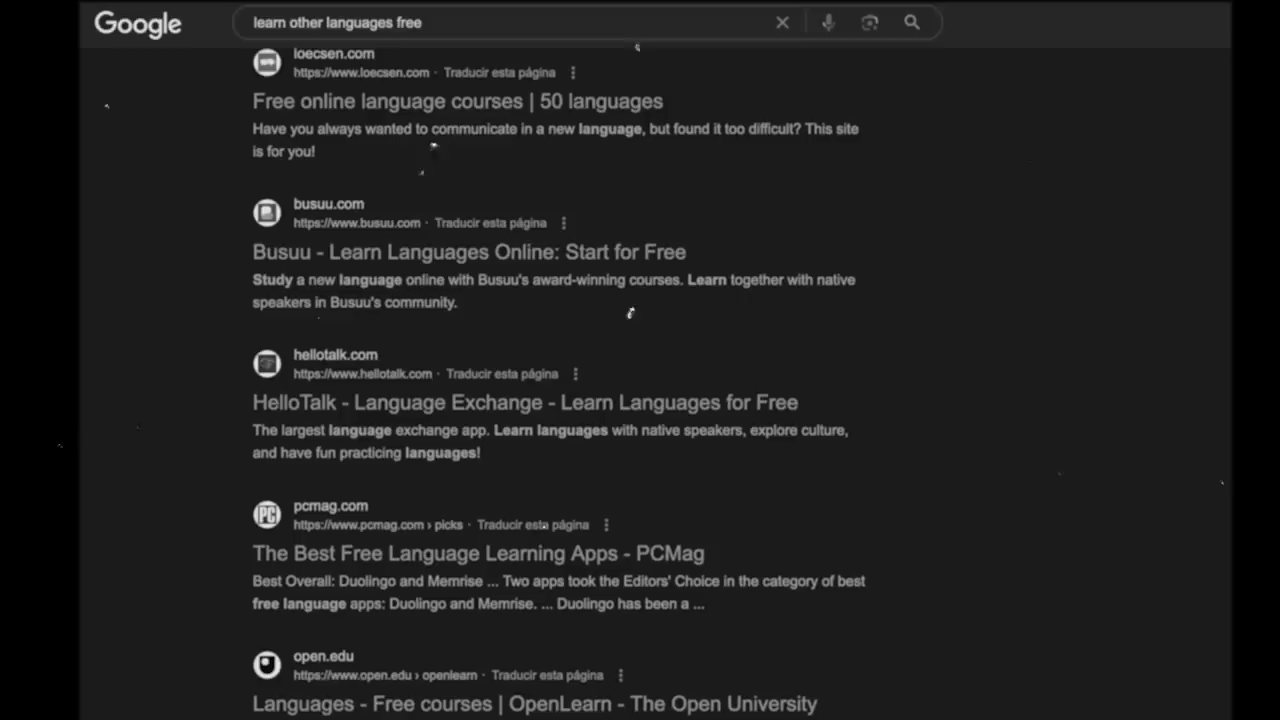 Google
learn other languages free
loecsen.com
https://www.loecsen.com · Traducir esta página
Free online language courses | 50 languages
Have you always wanted to communicate in a new language, but found it too difficult? This site
is for you!
busuu.com
https://www.busuu.com · Traducir esta página
Busuu - Learn Languages Online: Start for Free
Study a new language online with Busuu's award-winning courses. Learn together with native
speakers in Busuu's community.
hellotalk.com
https://www.hellotalk.com · Traducir esta página
HelloTalk - Language Exchange - Learn Languages for Free
The largest language exchange app. Learn languages with native speakers, explore culture,
and have fun practicing languages!
PC
pcmag.com
https://www.pcmag.com › picks · Traducir esta página
The Best Free Language Learning Apps - PCMag
Best Overall: Duolingo and Memrise ... Two apps took the Editors' Choice in the category of best
free language apps: Duolingo and Memrise. ... Duolingo has been a ...
open.edu
https://www.open.edu › openlearn · Traducir esta página
Languages - Free courses | OpenLearn - The Open University